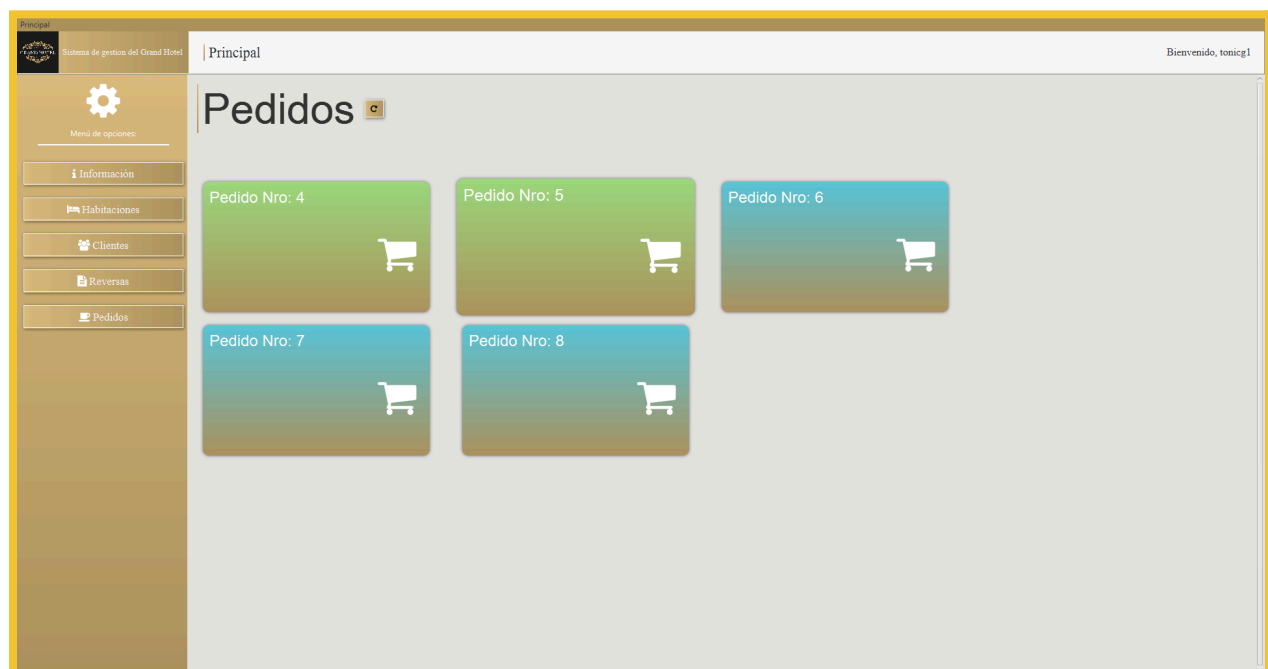 Principal
Sistema de gestion del Grand Hotel
Principal
Bienvenido, tonicg1
Menú de opciones:
Información
Habitaciones
Clientes
Reversas
Pedidos
Pedidos
Pedido Nro: 4
Pedido Nro: 5
Pedido Nro: 6
Pedido Nro: 7
Pedido Nro: 8